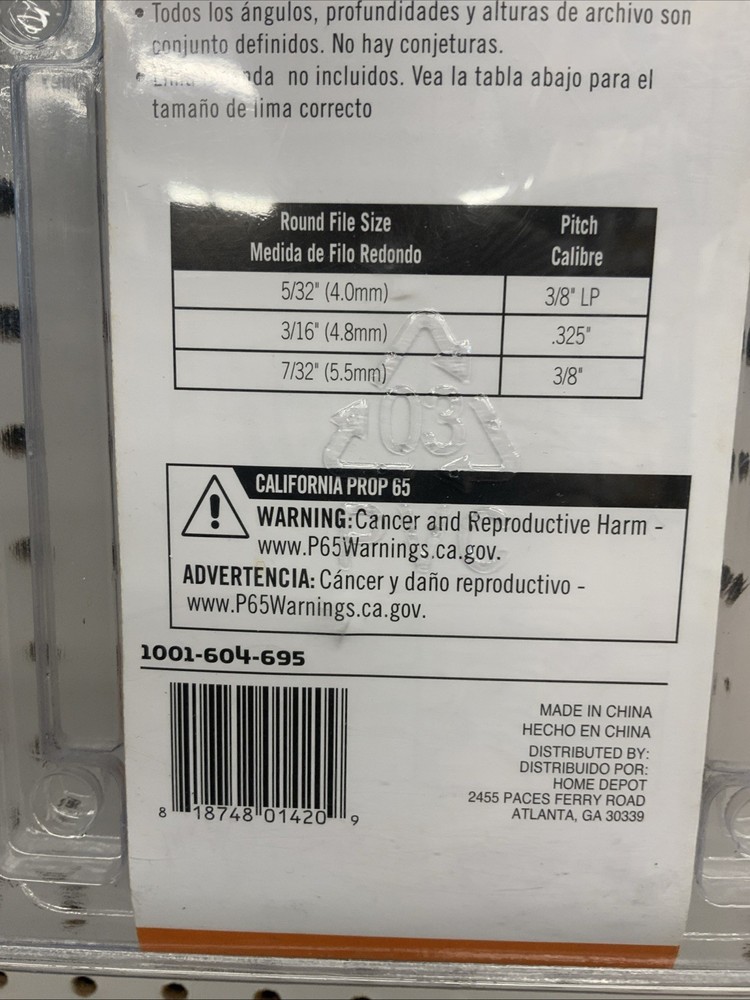 • Todos los ángulos, profundidades y alturas de archivo son
conjunto definidos. No hay conjeturas.
• no incluidos. Vea la tabla abajo para el
tamaño de lima correcto
Round File Size Pitch
Medida de Filo Redondo Calibre
5/32" (4.0mm) 3/8" LP
3/16" (4.8mm) .325"
7/32" (5.5mm) 3/8"
03
PVC
CALIFORNIA PROP 65
WARNING: Cancer and Reproductive Harm -
www.P65Warnings.ca.gov.
ADVERTENCIA: Cáncer y daño reproductivo -
www.P65Warnings.ca.gov.
1001-604-695
MADE IN CHINA
HECHO EN CHINA
DISTRIBUTED BY:
DISTRIBUIDO POR:
HOME DEPOT
2455 PACES FERRY ROAD
ATLANTA, GA 30339
8 18748 01420 9